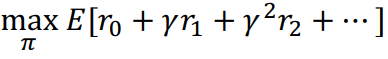 max E[r₀ + γr₁ + γ²r₂ + ⋯ ]
π